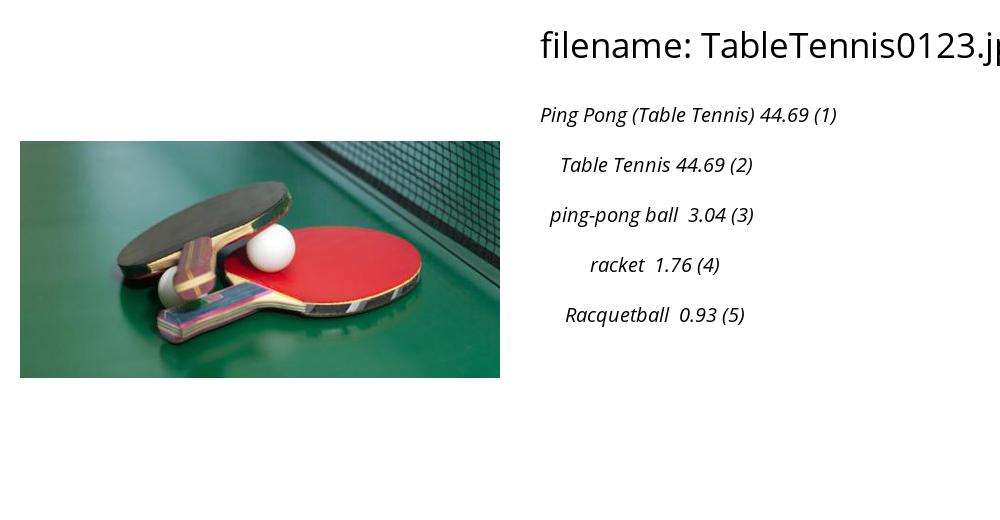 filename: TableTennis0123.jp
Ping Pong (Table Tennis) 44.69 (1)
Table Tennis 44.69 (2)
ping-pong ball  3.04 (3)
racket  1.76 (4)
Racquetball  0.93 (5)